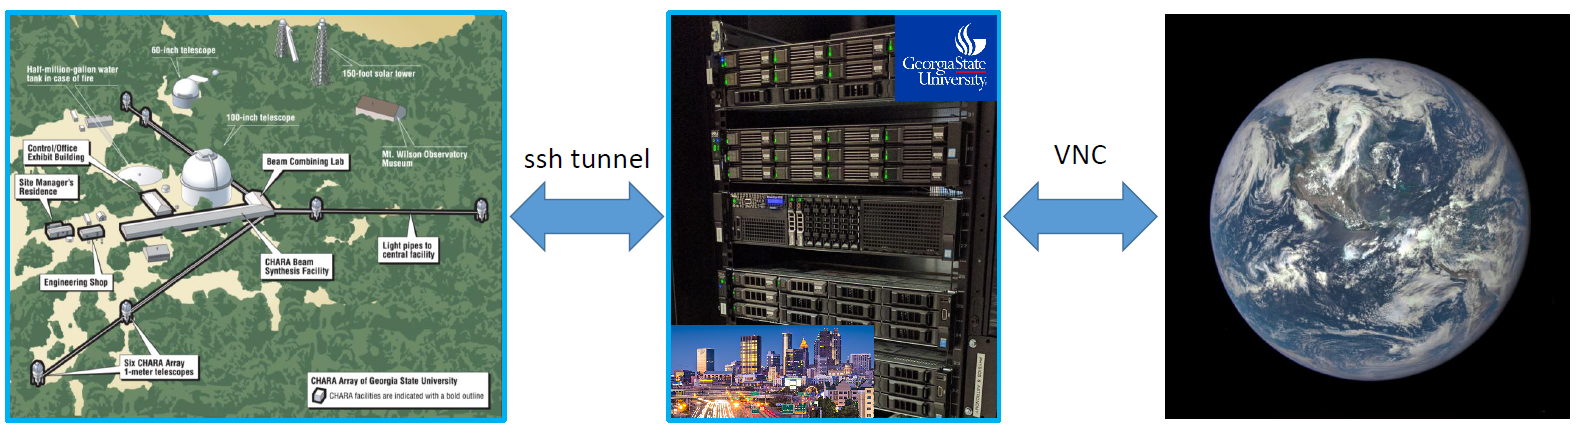 60-inch telescope
Half-million-gallon water
tank in case of fire
150-foot solar tower
100-inch telescope
Control/Office
Exhibit Building
Beam Combining Lab
Mt. Wilson Observatory
Museum
Site Manager's
Residence
Light pipes to
central facility
CHARA Beam
Synthesis Facility
Engineering Shop
Six CHARA Array
1-meter telescopes
CHARA Array of Georgia State University
CHARA facilities are indicated with a bold outline
ssh tunnel
GeorgiaState
University
VNC